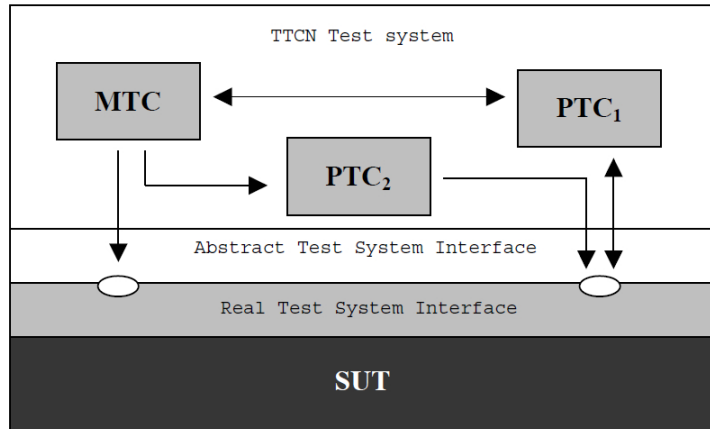 TTCN Test system
MTC
PTC₁
PTC₂
Abstract Test System Interface
Real Test System Interface
SUT